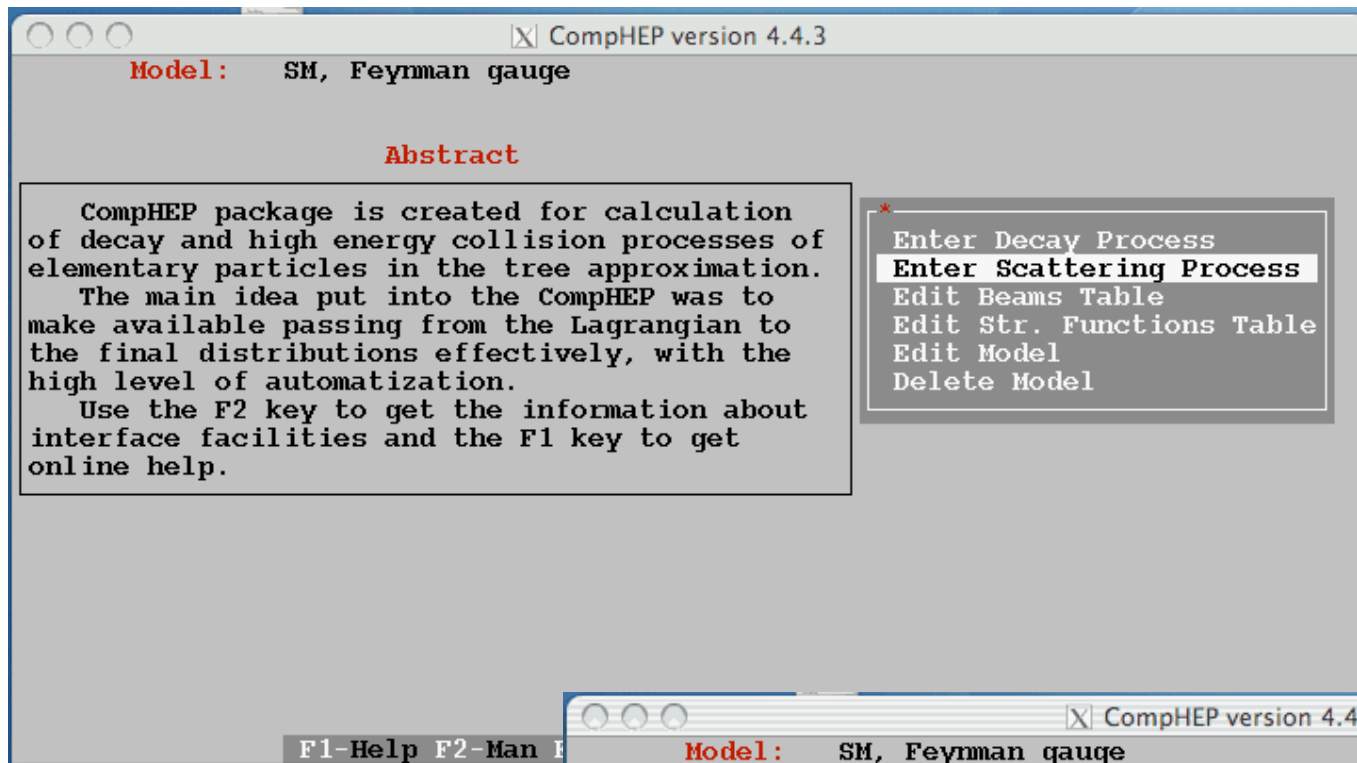 X CompHEP version 4.4.3
Model: SM, Feynman gauge
Abstract
CompHEP package is created for calculation
of decay and high energy collision processes of
elementary particles in the tree approximation.
The main idea put into the CompHEP was to
make available passing from the Lagrangian to
the final distributions effectively, with the
high level of automatization.
Use the F2 key to get the information about
interface facilities and the F1 key to get
online help.
*
Enter Decay Process
Enter Scattering Process
Edit Beams Table
Edit Str. Functions Table
Edit Model
Delete Model
F1-Help F2-Man
X CompHEP version 4.4
Model: SM, Feynman gauge